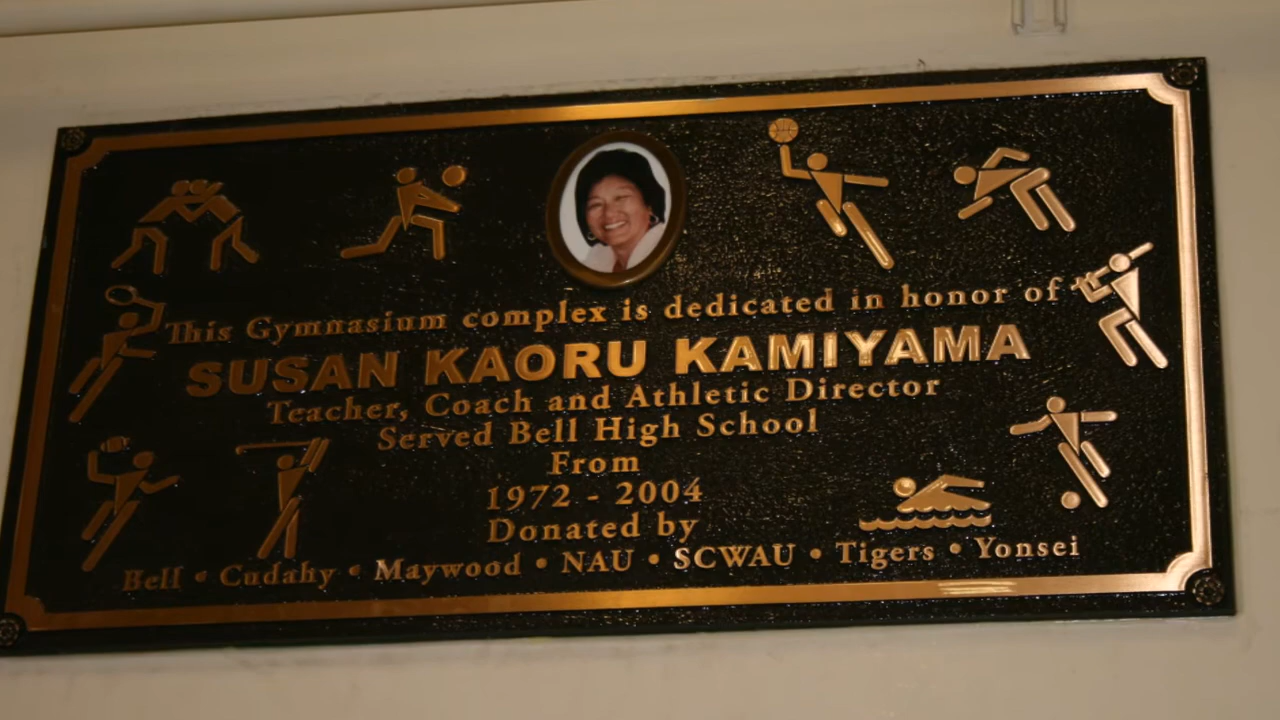 This Gymnasium complex is dedicated in honor of
SUSAN KAORU KAMIYAMA
Teacher, Coach and Athletic Director
Served Bell High School
From
1972 - 2004
Donated by
Bell • Cudahy • Maywood • NAU • SCWAU • Tigers • Yonsei